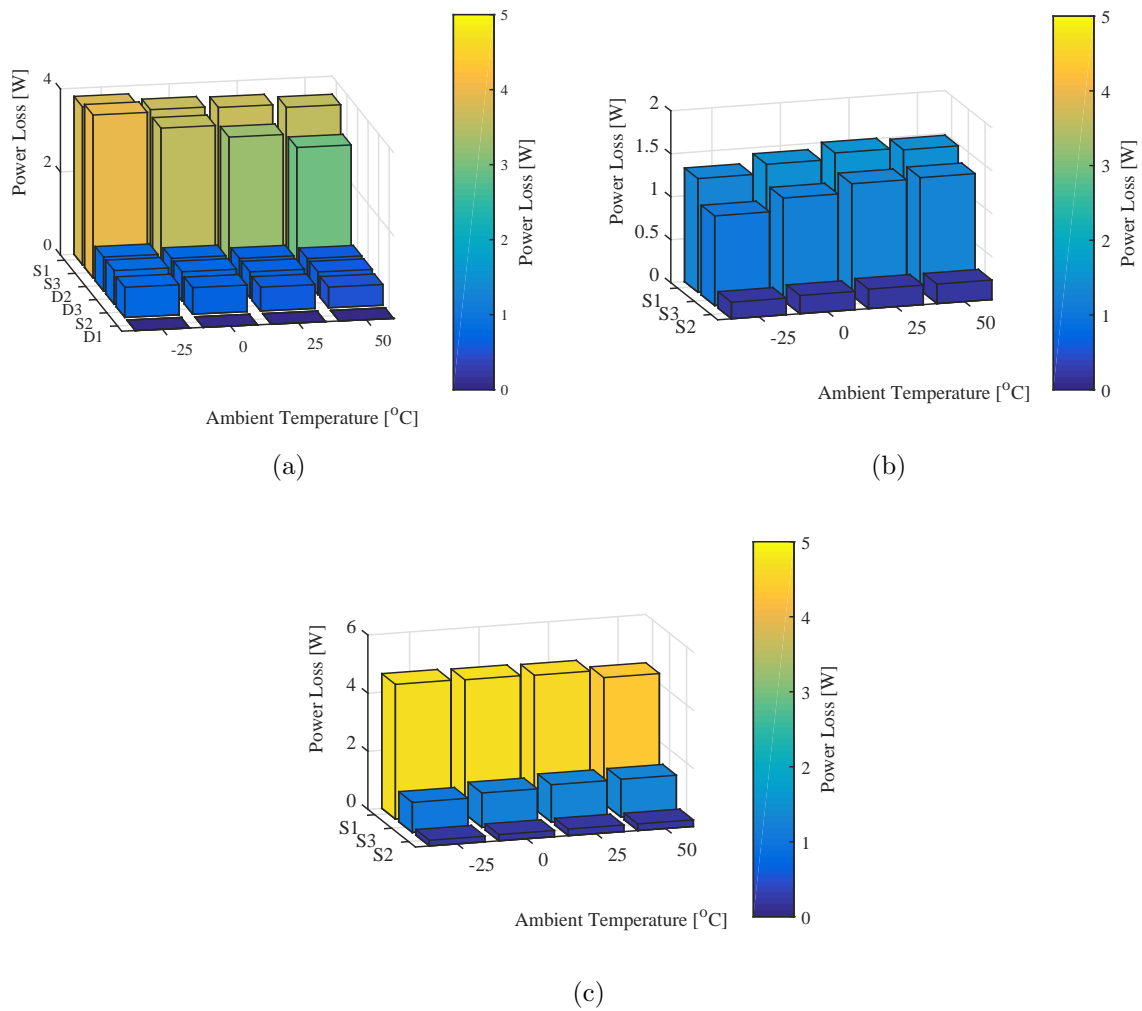 4
2
0
Power Loss [W]
S1
S3
D2
D3
S2
D1
-25
0
25
50
Ambient Temperature [°C]
5
4
3
2
1
0
Power Loss [W]
(a)
2
1.5
1
0.5
0
Power Loss [W]
S1
S3
S2
-25
0
25
50
Ambient Temperature [°C]
5
4
3
2
1
0
Power Loss [W]
(b)
6
4
2
0
Power Loss [W]
S1
S3
S2
-25
0
25
50
Ambient Temperature [°C]
5
4
3
2
1
0
Power Loss [W]
(c)